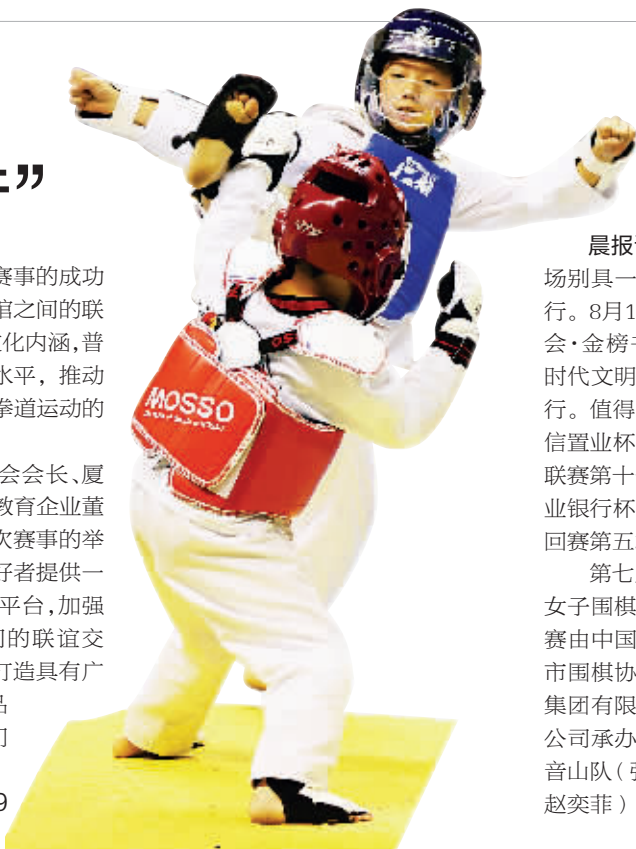 上”
赛事的成功
馆之间的联
文化内涵,普
水平，推动
拳道运动的
会会长、厦
教育企业董
次赛事的举
好者提供一
平台,加强
间的联谊交
打造具有广
品
门
9
MOSSO
晨报
场别具一
行。8月1
会·金榜
时代文明
行。值得
信置业杯
联赛第十
业银行杯
回赛第五
第七
女子围棋
赛由中国
市围棋协
集团有限
公司承办
音山队（张
赵奕菲）